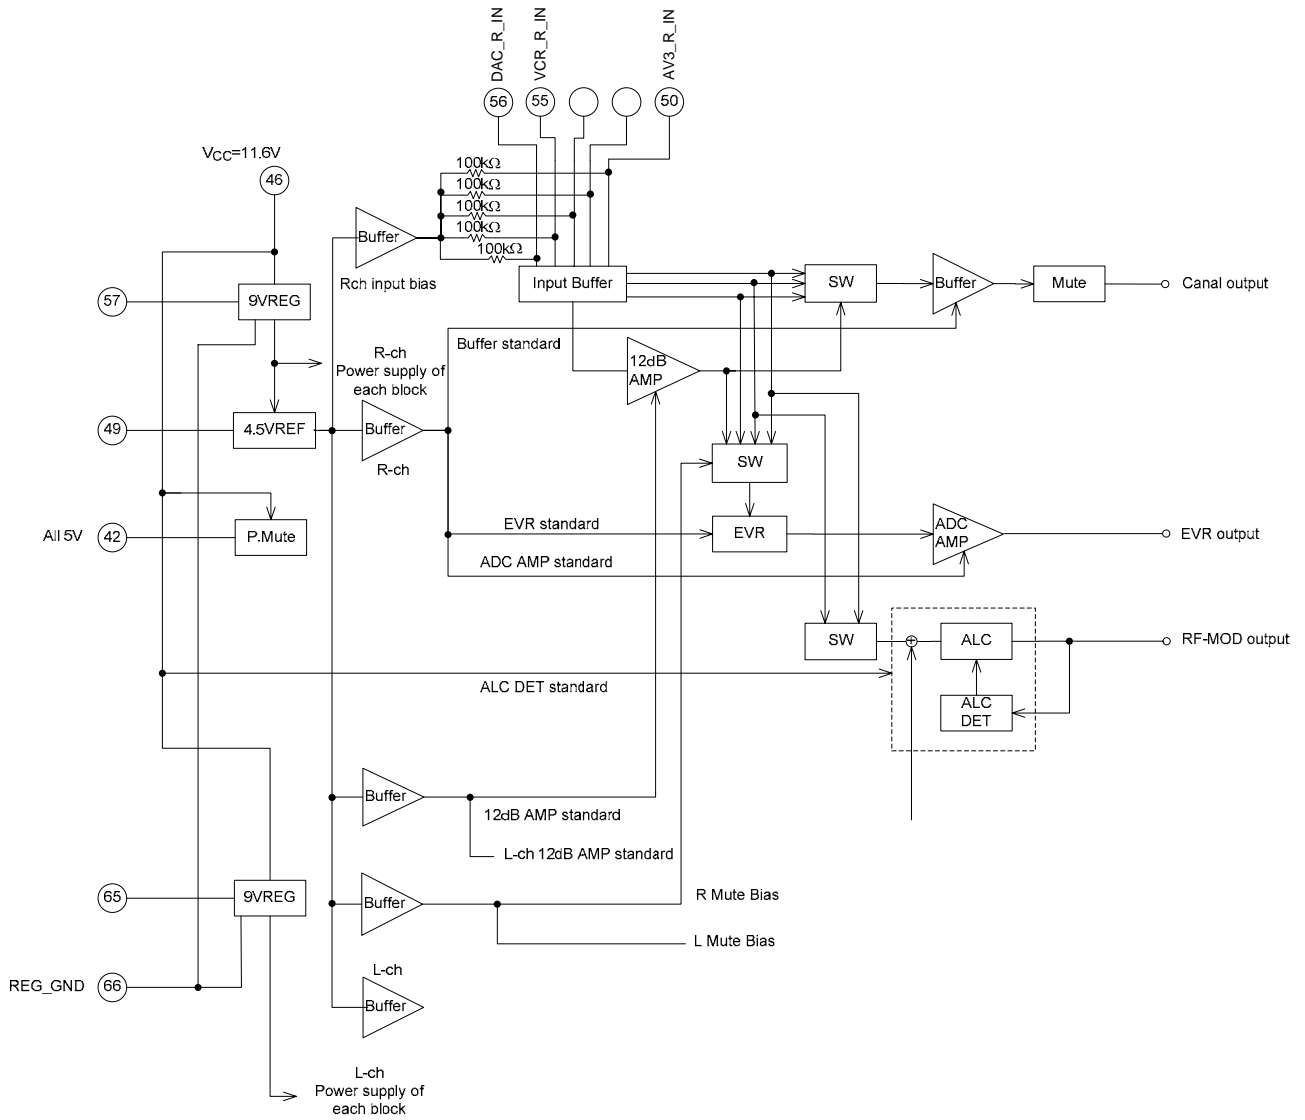 DAC_R_IN
VCR_R_IN
AV3_R_IN
56
55
50
VCC=11.6V
46
100kΩ
100kΩ
100kΩ
100kΩ
100kΩ
Buffer
Rch input bias
Input Buffer
SW
Buffer
Mute
Canal output
57
9VREG
Buffer standard
R-ch
Power supply of
each block
12dB
AMP
49
4.5VREF
Buffer
R-ch
SW
All 5V
42
P.Mute
EVR standard
EVR
ADC
AMP
EVR output
ADC AMP standard
SW
ALC
RF-MOD output
ALC DET standard
ALC
DET
Buffer
12dB AMP standard
L-ch 12dB AMP standard
65
9VREG
Buffer
R Mute Bias
L Mute Bias
REG_GND
66
L-ch
Buffer
L-ch
Power supply of
each block